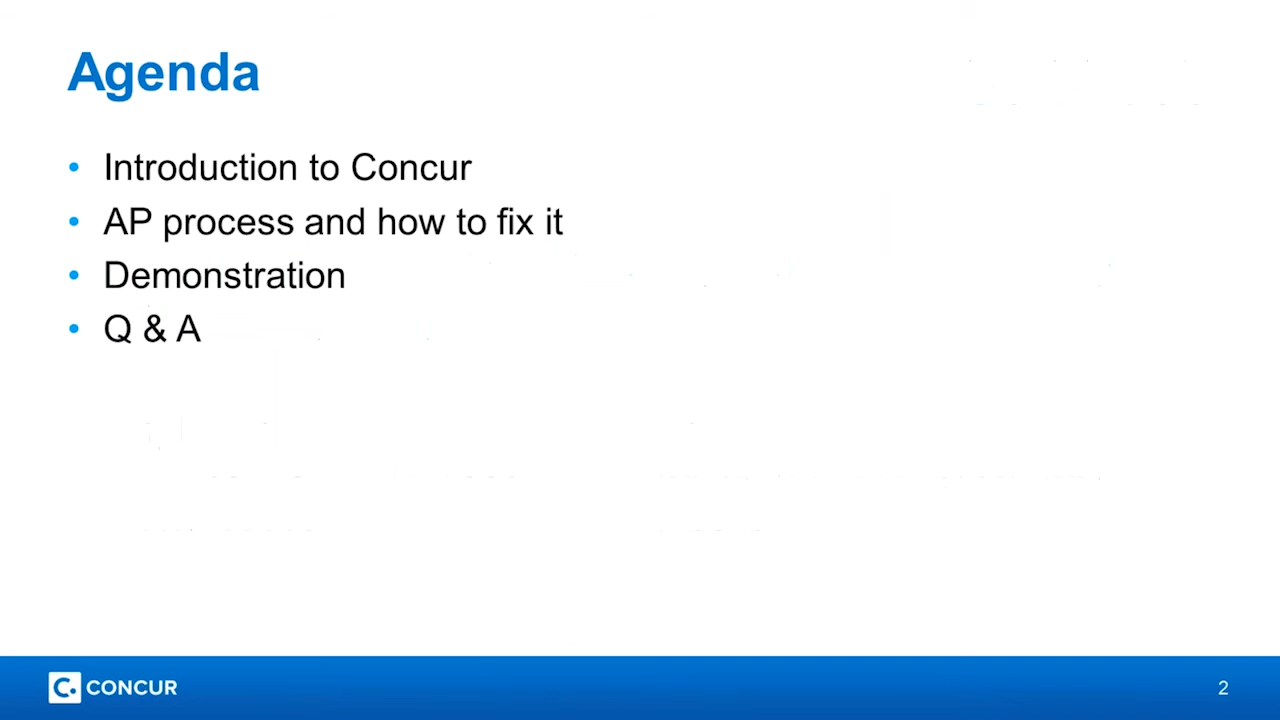 Agenda
• Introduction to Concur
• AP process and how to fix it
• Demonstration
• Q & A
C. CONCUR
2